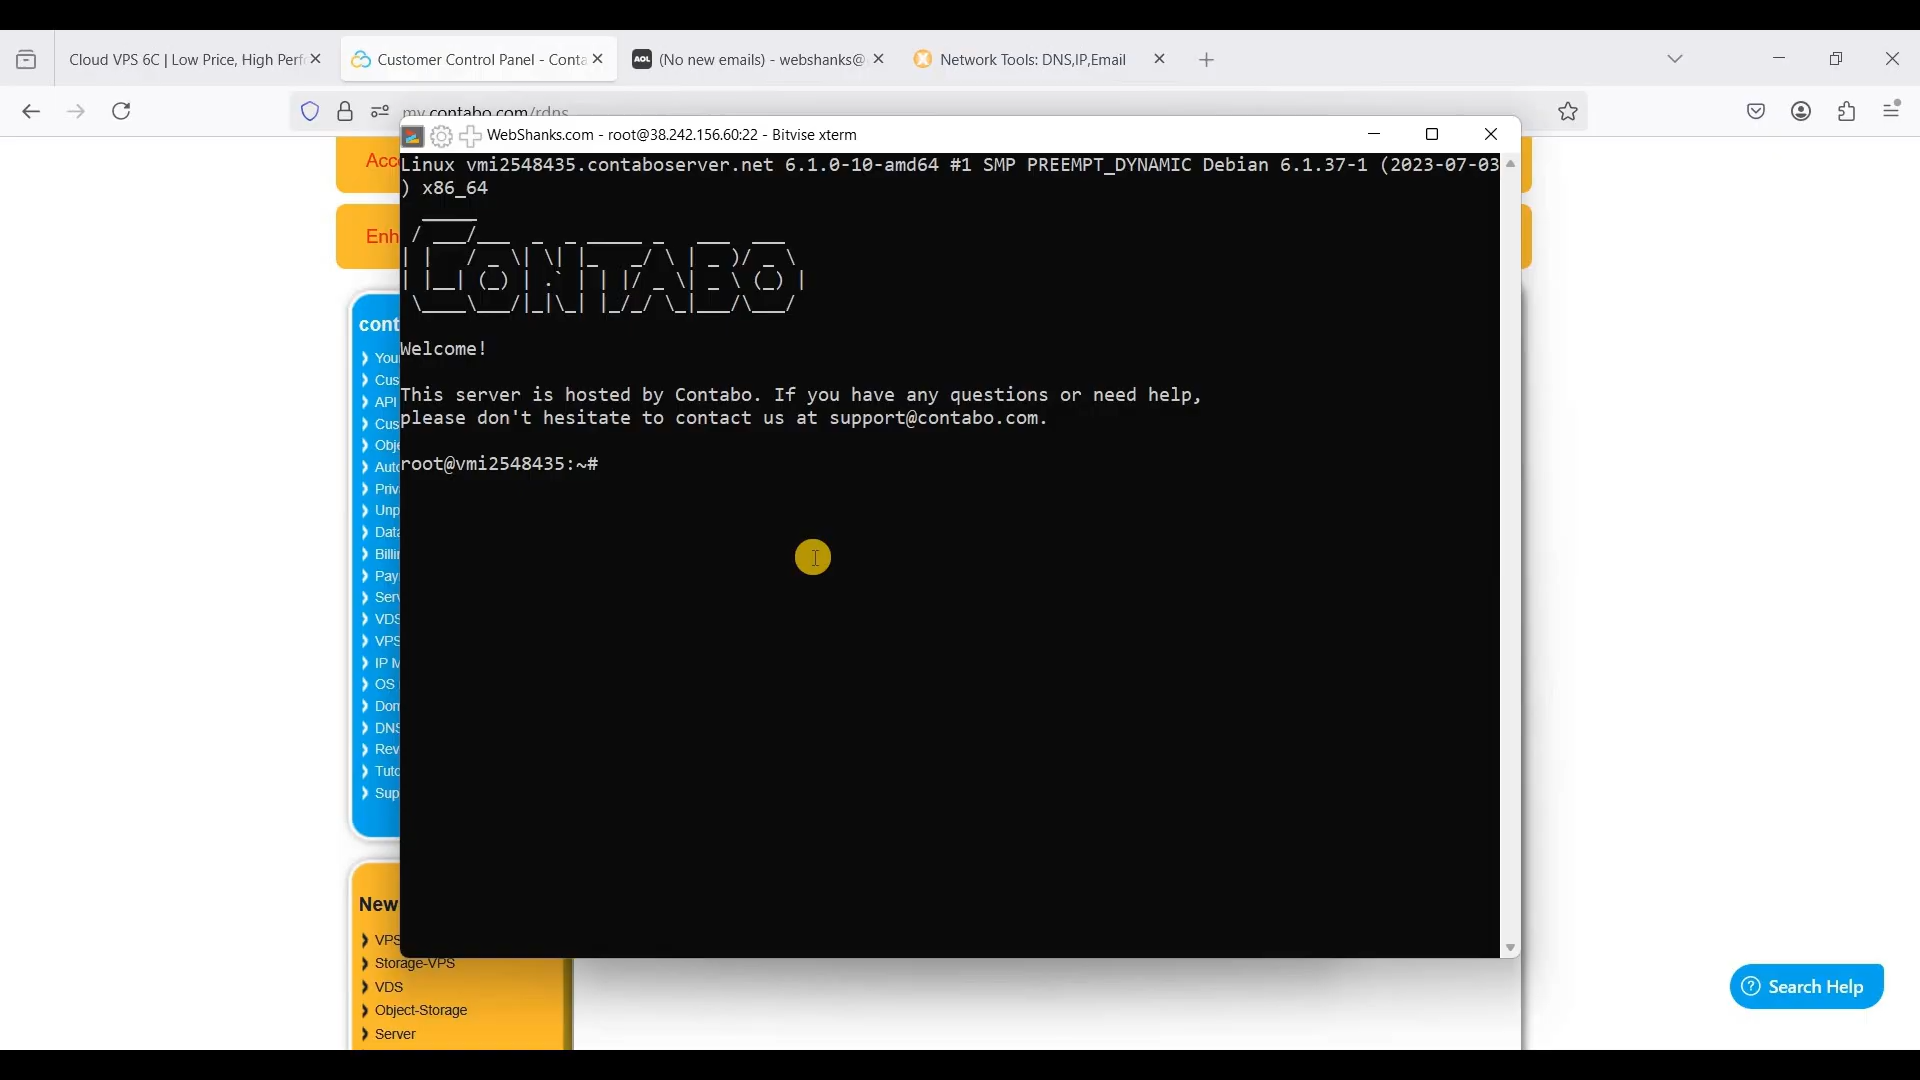 Cloud VPS 6C | Low Price, High Perf
Customer Control Panel - Conta
AOL
(No new emails) - webshanks@
Network Tools: DNS,IP,Email
my.contabo.com/rdns
WebShanks.com - root@38.242.156.60:22 - Bitvise xterm
Linux vmi2548435.contaboserver.net 6.1.0-10-amd64 #1 SMP PREEMPT_DYNAMIC Debian 6.1.37-1 (2023-07-03
) x86_64
CONTABO
Welcome!
This server is hosted by Contabo. If you have any questions or need help,
please don't hesitate to contact us at support@contabo.com.
root@vmi2548435:~#
Acc
Enh
cont
You
Cus
API
Cus
Obje
Auto
Priv
Unp
Data
Billi
Pay
Serv
VDS
VPS
IP M
OS
Dom
DNS
Rev
Tuto
Sup
New
VPS
Storage-VPS
VDS
Object-Storage
Server
Search Help